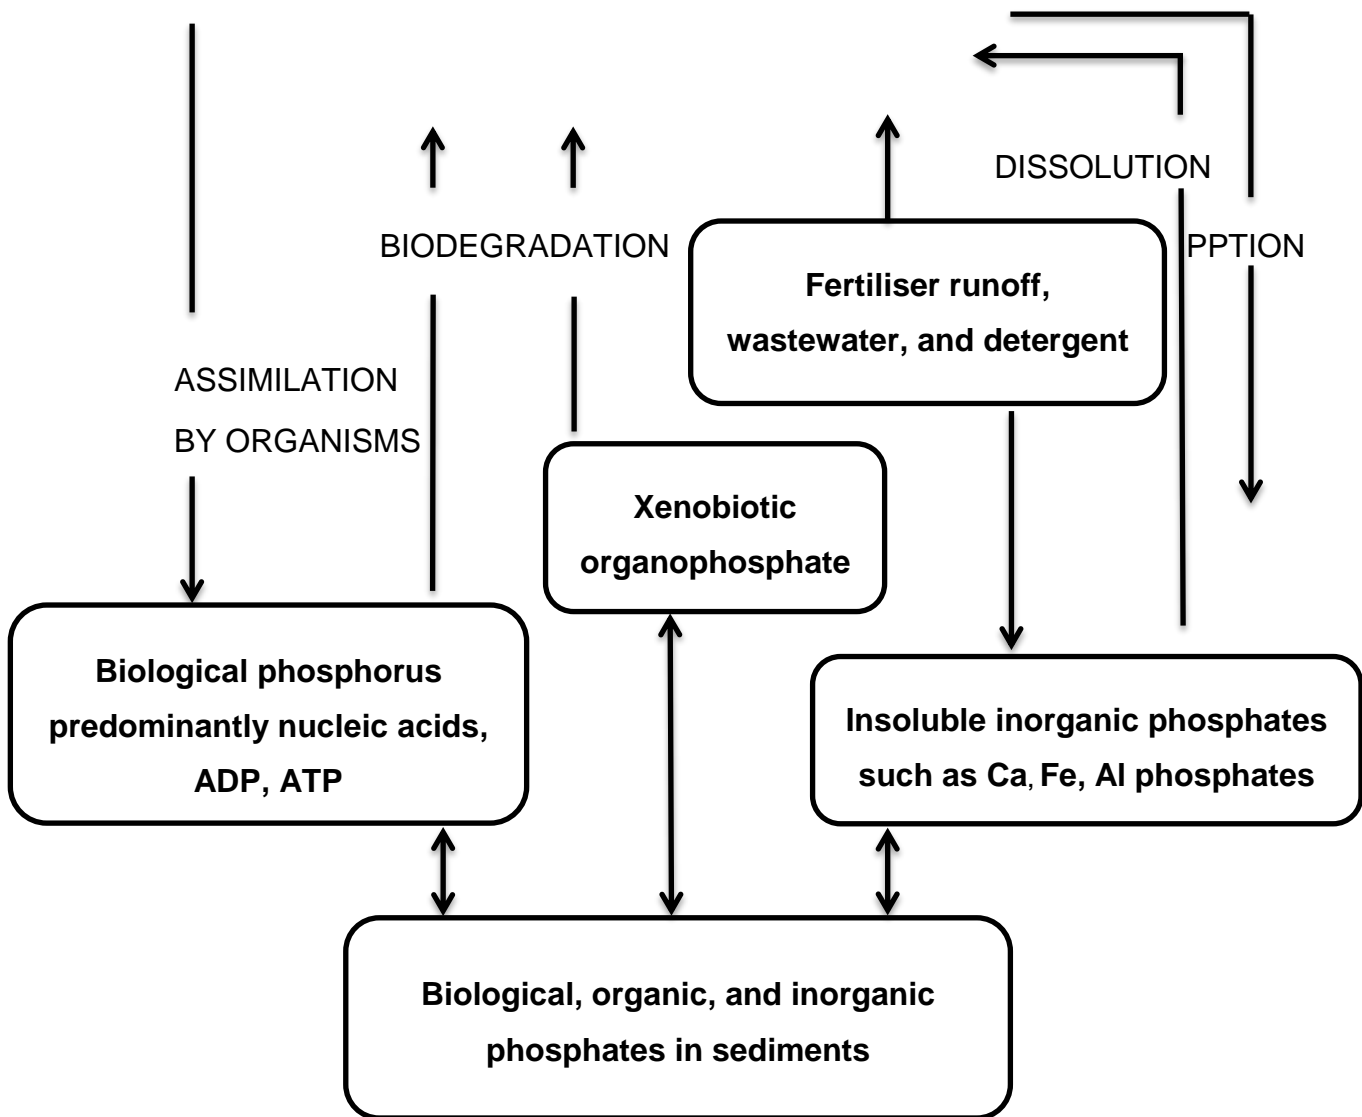 DISSOLUTION
BIODEGRADATION
PPTION
Fertiliser runoff,
wastewater, and detergent
ASSIMILATION
BY ORGANISMS
Xenobiotic
organophosphate
Biological phosphorus
predominantly nucleic acids,
ADP, ATP
Insoluble inorganic phosphates
such as Ca, Fe, Al phosphates
Biological, organic, and inorganic
phosphates in sediments